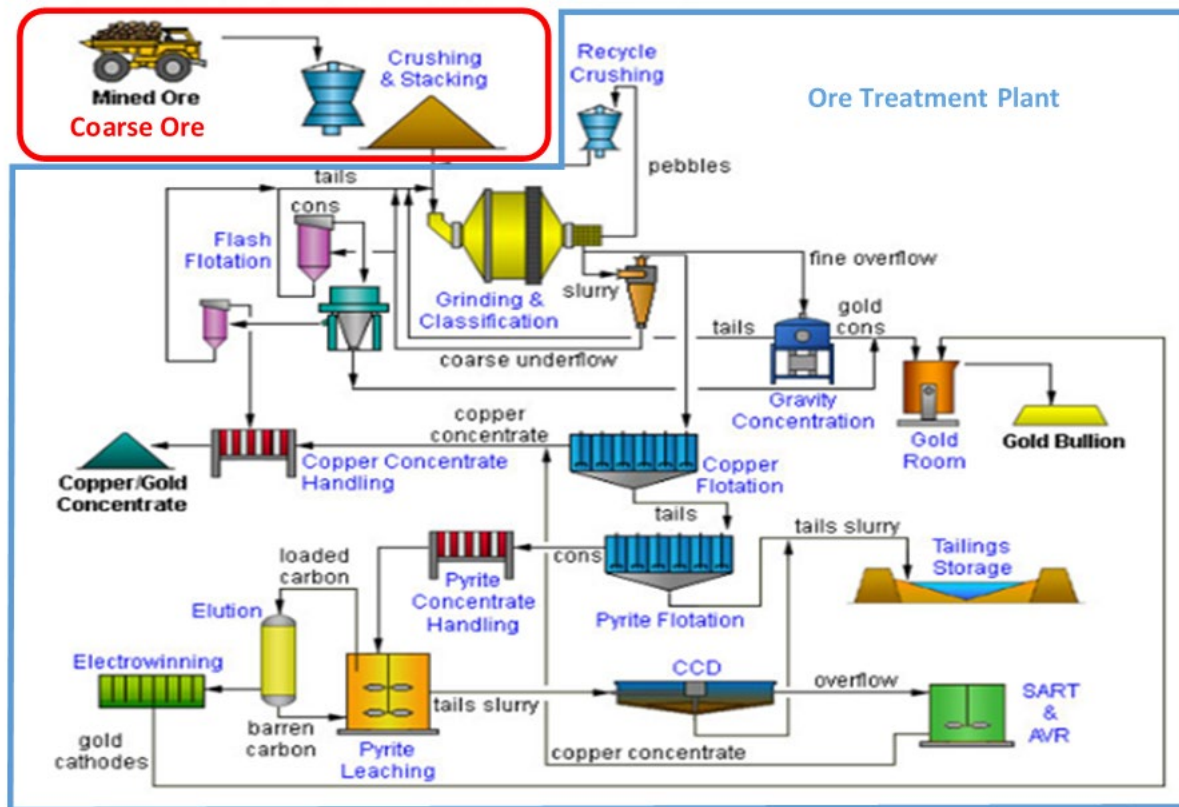 Mined Ore
Coarse Ore
Crushing
& Stacking
Recycle
Crushing
Ore Treatment Plant
pebbles
tails
cons
Flash
Flotation
Grinding &
Classification
slurry
fine overflow
gold
cons
tails
coarse underflow
Gravity
Concentration
Gold
Room
Gold Bullion
copper
concentrate
Copper/Gold
Concentrate
Copper Concentrate
Handling
Copper
Flotation
tails
tails slurry
Tailings
Storage
cons
Pyrite
Concentrate
Handling
Pyrite Flotation
loaded
carbon
Elution
Electrowinning
CCD
overflow
tails slurry
SART
&
AVR
barren
carbon
Pyrite
Leaching
copper concentrate
gold
cathodes